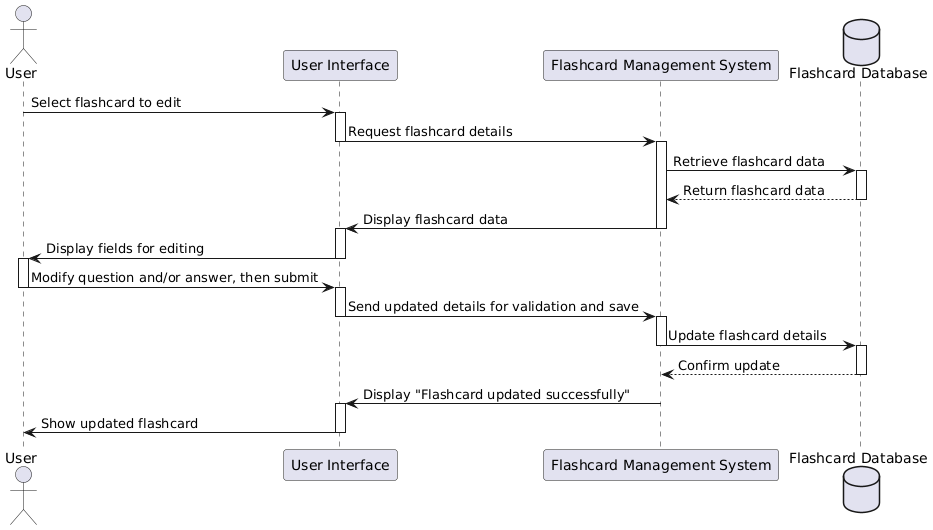 User
User Interface
Flashcard Management System
Flashcard Database
Select flashcard to edit
Request flashcard details
Retrieve flashcard data
Return flashcard data
Display flashcard data
Display fields for editing
Modify question and/or answer, then submit
Send updated details for validation and save
Update flashcard details
Confirm update
Display "Flashcard updated successfully"
Show updated flashcard
User
User Interface
Flashcard Management System
Flashcard Database